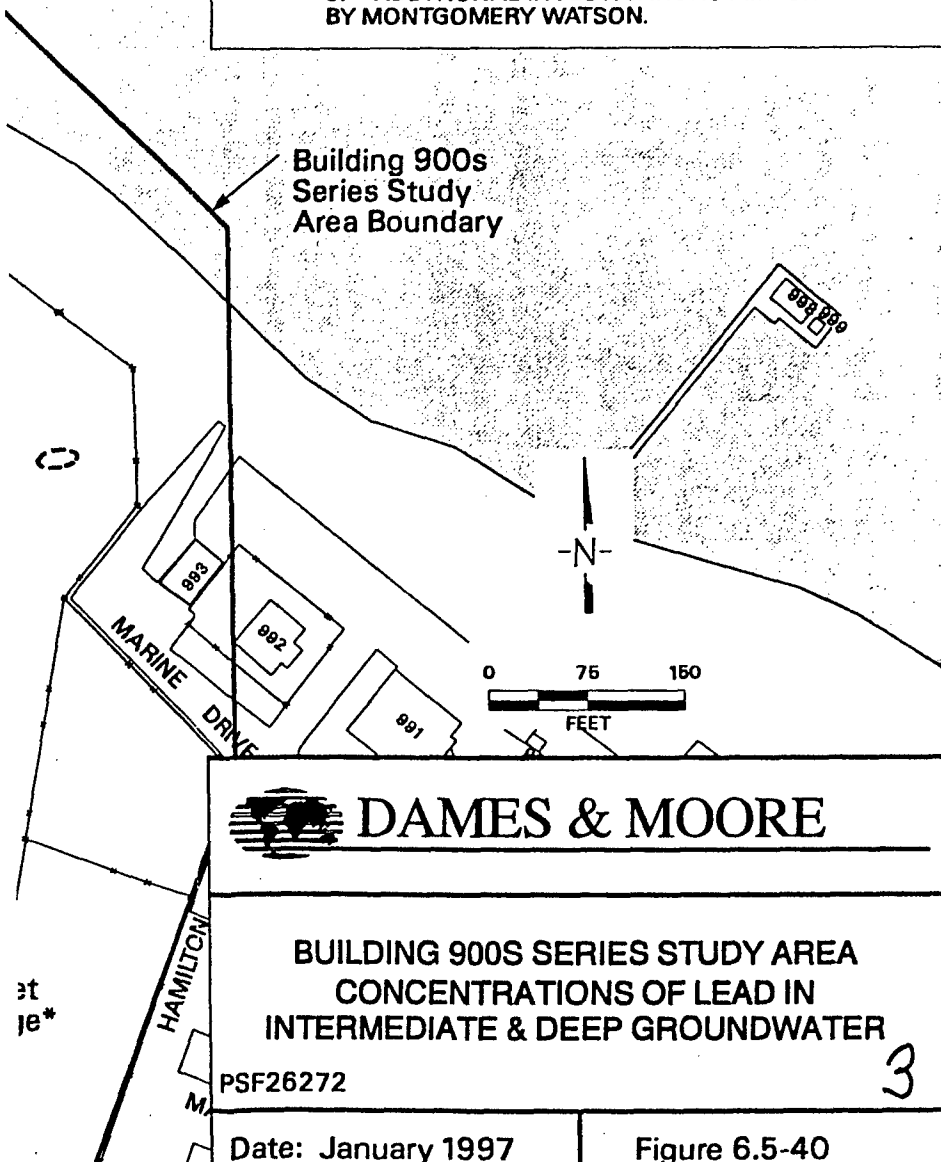 BY MONTGOMERY WATSON.
Building 900s
Series Study
Area Boundary
998 999
-N-
993
992
MARINE
DRIVE
991
0 75 150
FEET
DAMES & MOORE
HAMILTON
BUILDING 900S SERIES STUDY AREA
CONCENTRATIONS OF LEAD IN
INTERMEDIATE & DEEP GROUNDWATER
PSF26272
3
Date: January 1997
Figure 6.5-40